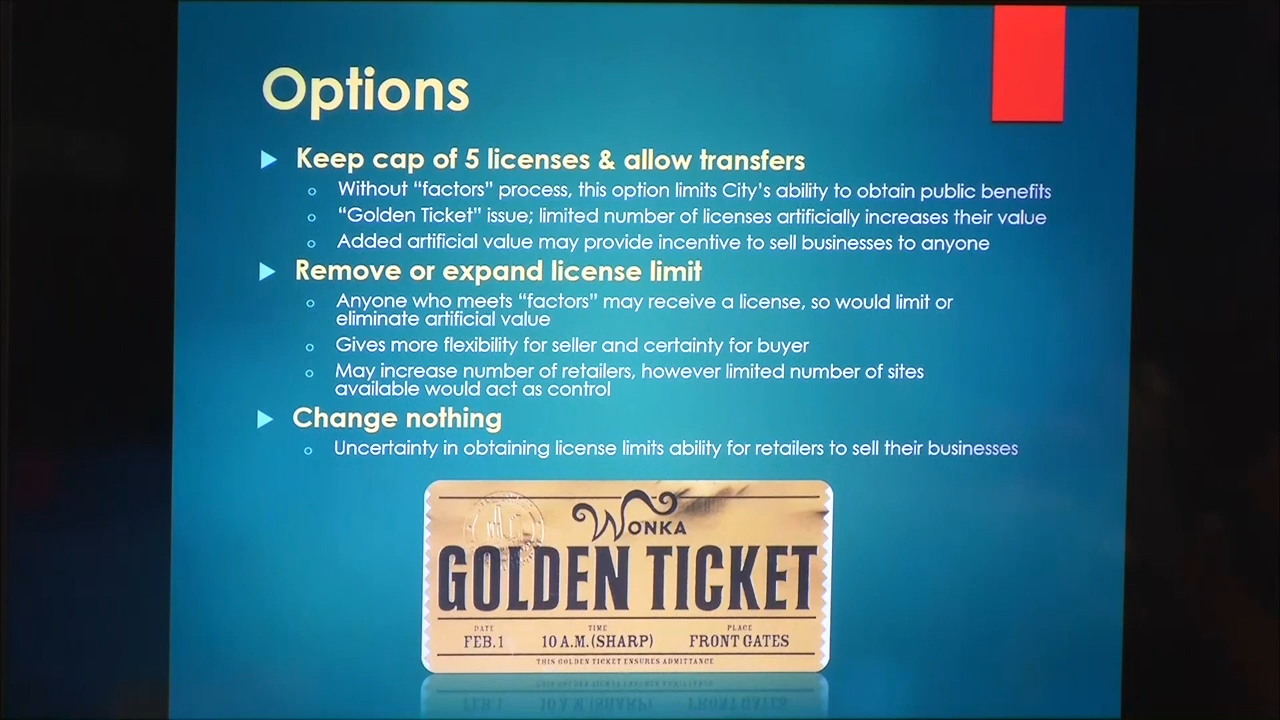 Options
Keep cap of 5 licenses & allow transfers
Without “factors” process, this option limits City’s ability to obtain public benefits
“Golden Ticket” issue; limited number of licenses artificially increases their value
Added artificial value may provide incentive to sell businesses to anyone
Remove or expand license limit
Anyone who meets “factors” may receive a license, so would limit or
eliminate artificial value
Gives more flexibility for seller and certainty for buyer
May increase number of retailers, however limited number of sites
available would act as control
Change nothing
Uncertainty in obtaining license limits ability for retailers to sell their businesses
WONKA
GOLDEN TICKET
DATE TIME PLACE
FEB.1 10 A.M.(SHARP) FRONT GATES
THIS GOLDEN TICKET ENSURES ADMITTANCE